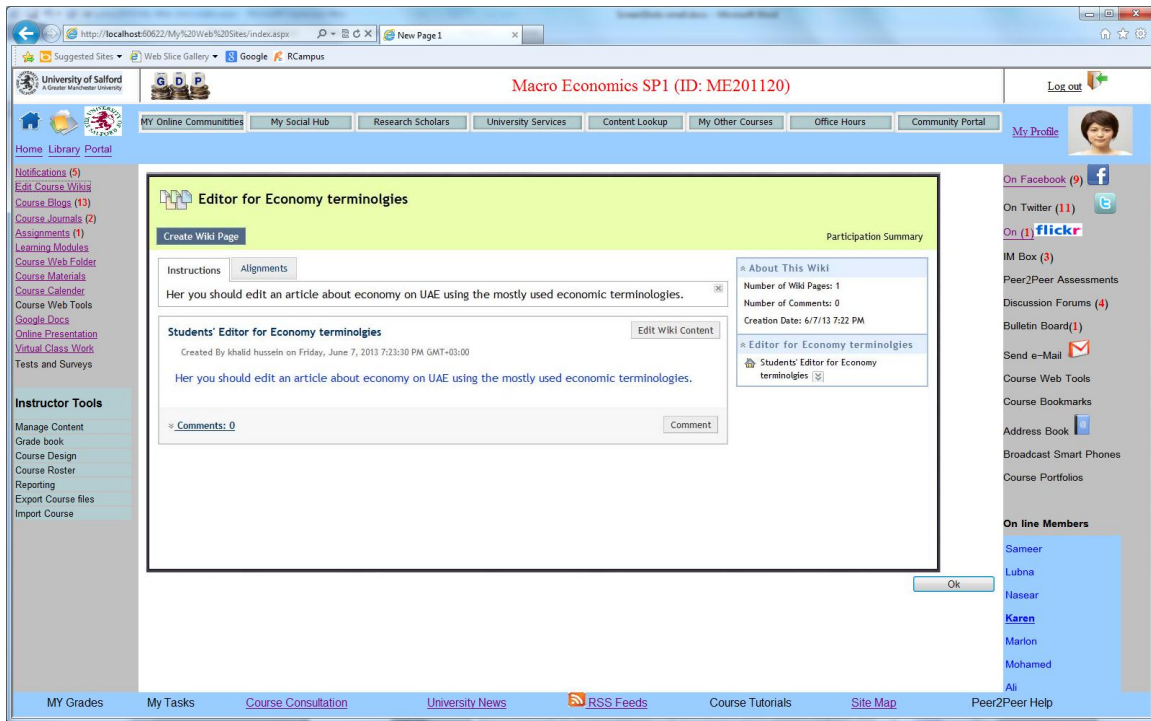 http://localhost:60622/My%20Web%20Sites/index.aspx
New Page 1
Suggested Sites
Web Slice Gallery
Google
RCampus
University of Salford
A Greater Manchester University
G D P
Macro Economics SP1 (ID: ME201120)
Log out
MY Online Communitities
My Social Hub
Research Scholars
University Services
Content Lookup
My Other Courses
Office Hours
Community Portal
My Profile
Home Library Portal
Notifications (5)
Edit Course Wikis
Course Blogs (13)
Course Journals (2)
Assignments (1)
Learning Modules
Course Web Folder
Course Materials
Course Calender
Course Web Tools
Google Docs
Online Presentation
Virtual Class Work
Tests and Surveys
Instructor Tools
Manage Content
Grade book
Course Design
Course Roster
Reporting
Export Course files
Import Course
Editor for Economy terminolgies
Create Wiki Page
Participation Summary
Instructions
Alignments
Her you should edit an article about economy on UAE using the mostly used economic terminologies.
Students' Editor for Economy terminolgies
Edit Wiki Content
Created By khalid hussein on Friday, June 7, 2013 7:23:30 PM GMT+03:00
Her you should edit an article about economy on UAE using the mostly used economic terminologies.
Comments: 0
Comment
About This Wiki
Number of Wiki Pages: 1
Number of Comments: 0
Creation Date: 6/7/13 7:22 PM
Editor for Economy terminolgies
Students' Editor for Economy
terminolgies
Ok
On Facebook (9)
On Twitter (11)
On (1) flickr
IM Box (3)
Peer2Peer Assessments
Discussion Forums (4)
Bulletin Board(1)
Send e-Mail
Course Web Tools
Course Bookmarks
Address Book
Broadcast Smart Phones
Course Portfolios
On line Members
Sameer
Lubna
Nasear
Karen
Marlon
Mohamed
Ali
MY Grades
My Tasks
Course Consultation
University News
RSS Feeds
Course Tutorials
Site Map
Peer2Peer Help